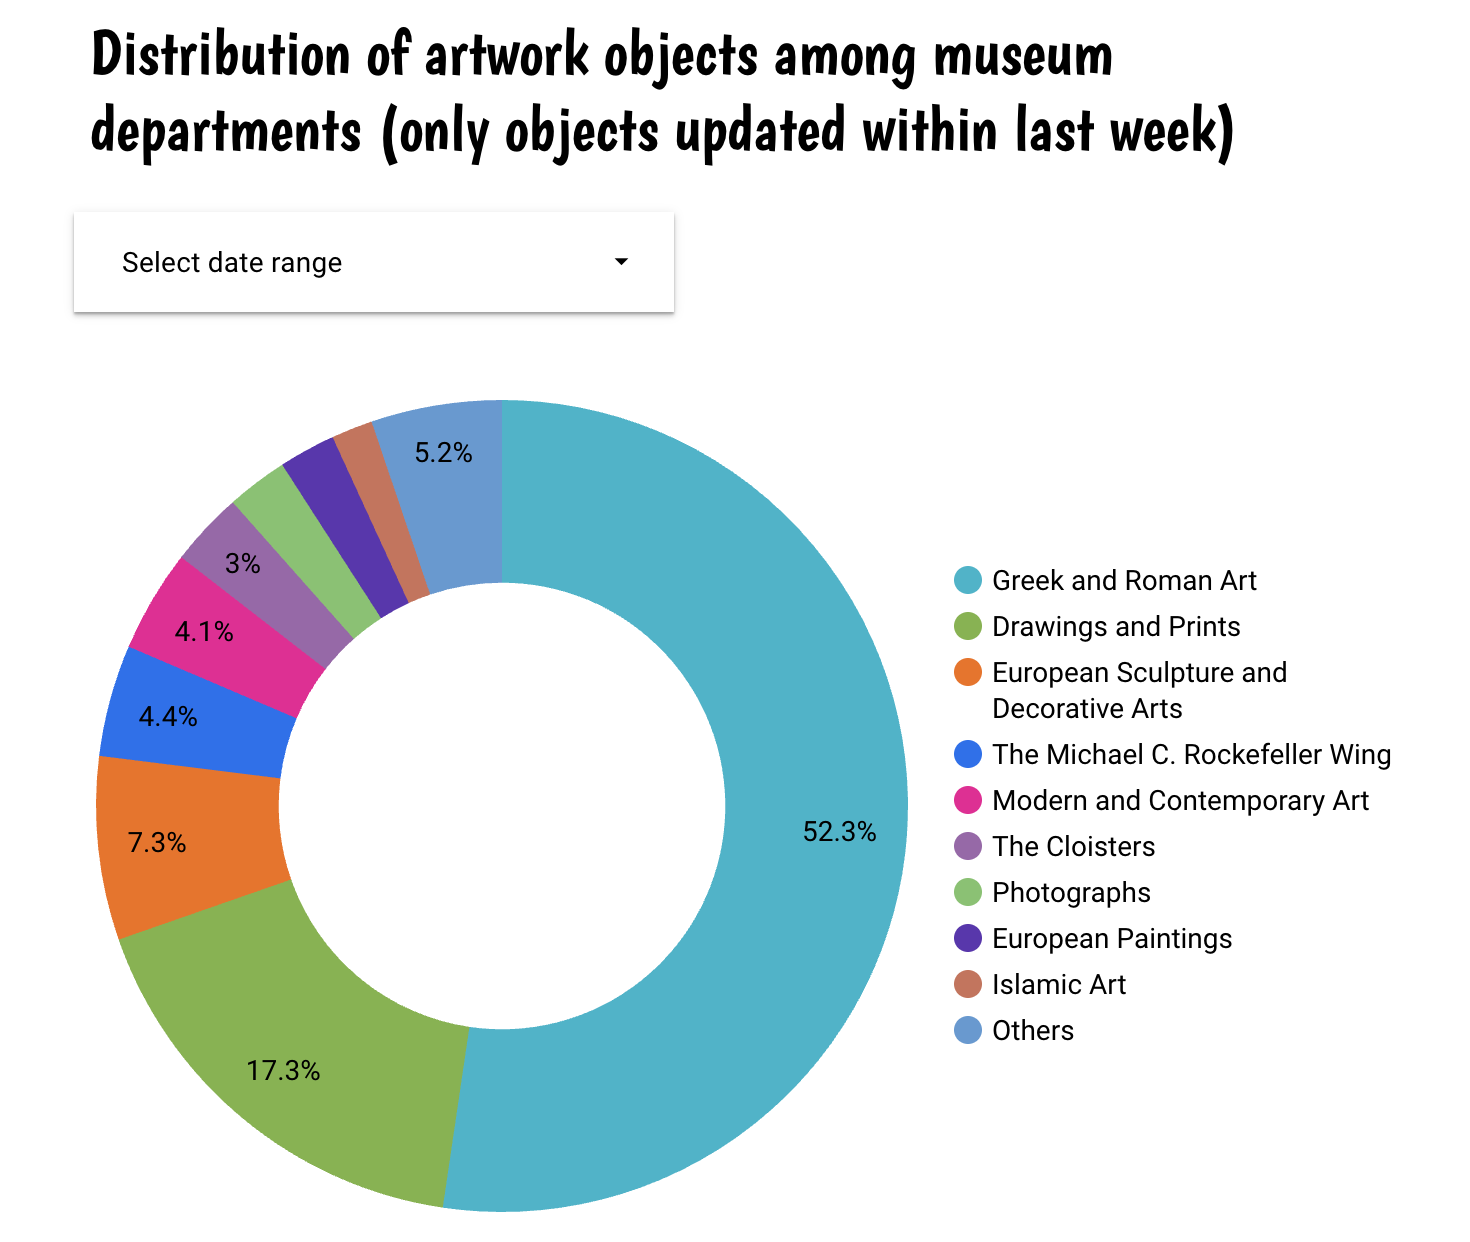 Distribution of artwork objects among museum
departments (only objects updated within last week)
Select date range
5.2%
3%
4.1%
4.4%
7.3%
17.3%
52.3%
Greek and Roman Art
Drawings and Prints
European Sculpture and
Decorative Arts
The Michael C. Rockefeller Wing
Modern and Contemporary Art
The Cloisters
Photographs
European Paintings
Islamic Art
Others